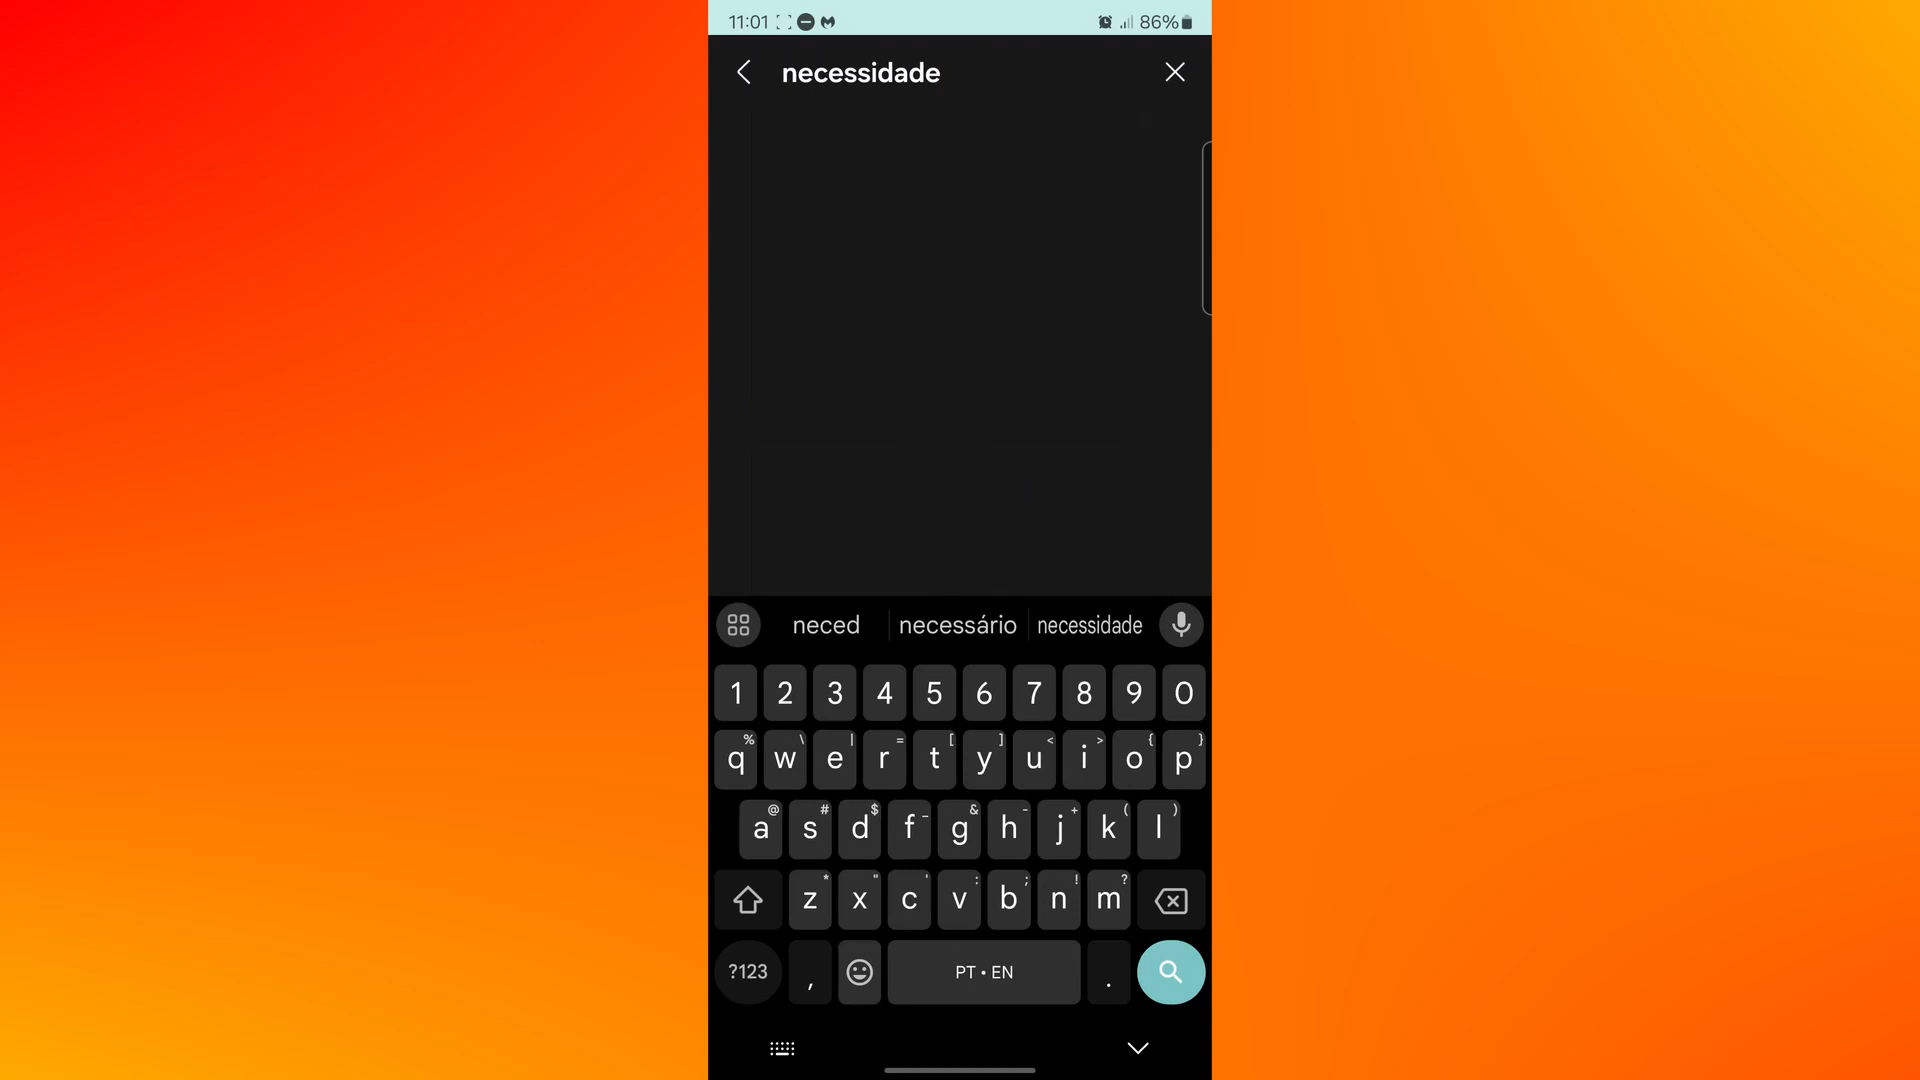 11:01 86%
necessidade
neced necessário necessidade
1 2 3 4 5 6 7 8 9 0
% \ | = [ ] < > { }
q w e r t y u i o p
@ # $ _ & - + ( )
a s d f g h j k l
* " ' : ; ! ?
z x c v b n m
?123 , PT • EN .